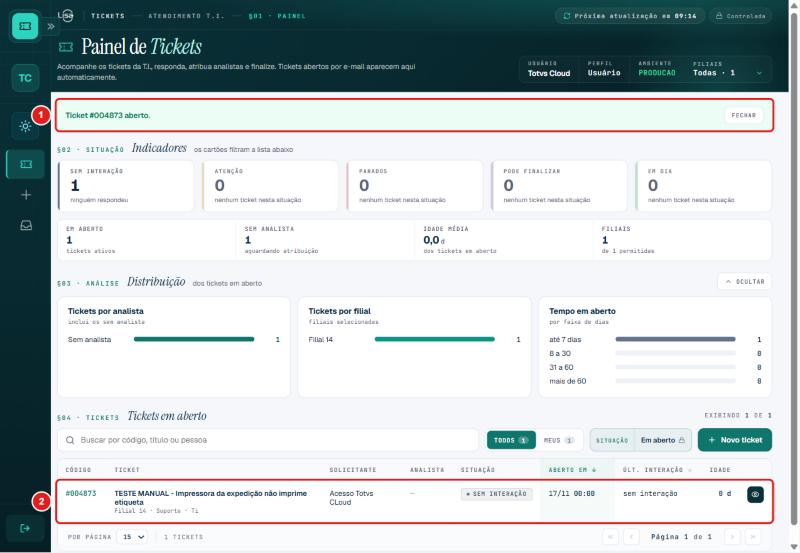 Lisa
TICKETS — ATENDIMENTO T.I. — §01 · PAINEL
Próxima atualização em 09:14
Controlada
Painel de Tickets
Acompanhe os tickets da T.I., responda, atribua analistas e finalize. Tickets abertos por e-mail aparecem aqui
automaticamente.
USUÁRIO
Totvs Cloud
PERFIL
Usuário
AMBIENTE
PRODUCAO
FILIAIS
Todas · 1
TC
1
Ticket #004873 aberto.
FECHAR
§02 · SITUAÇÃO Indicadores os cartões filtram a lista abaixo
SEM INTERAÇÃO
1
ninguém respondeu
ATENÇÃO
0
nenhum ticket nesta situação
PARADOS
0
nenhum ticket nesta situação
PODE FINALIZAR
0
nenhum ticket nesta situação
EM DIA
0
nenhum ticket nesta situação
EM ABERTO
1
tickets ativos
SEM ANALISTA
1
aguardando atribuição
IDADE MÉDIA
0,0 d
dos tickets em aberto
FILIAIS
1
de 1 permitidas
§03 · ANÁLISE Distribuição dos tickets em aberto
OCULTAR
Tickets por analista
inclui os sem analista
Sem analista 1
Tickets por filial
filiais selecionadas
Filial 14 1
Tempo em aberto
por faixa de dias
até 7 dias 1
8 a 30 0
31 a 60 0
mais de 60 0
§04 · TICKETS Tickets em aberto
EXIBINDO 1 DE 1
Buscar por código, título ou pessoa
TODOS 1
MEUS 1
SITUAÇÃO Em aberto
+ Novo ticket
CÓDIGO TICKET SOLICITANTE ANALISTA SITUAÇÃO ABERTO EM ↓ ÚLT. INTERAÇÃO IDADE
2
#004873
TESTE MANUAL - Impressora da expedição não imprime
etiqueta
Filial 14 · Suporte · Ti
Acesso Totvs
CLoud
—
SEM INTERAÇÃO
17/11 00:00
sem interação
0 d
POR PÁGINA 15 1 TICKETS
« ‹ Página 1 de 1 › »